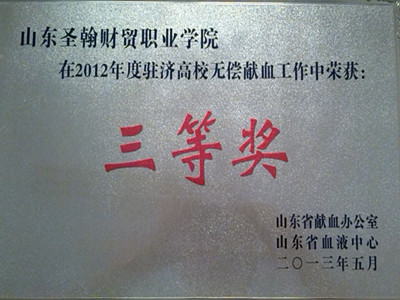 山东圣翰财贸职业学院
在2012年度驻济高校无偿献血工作中荣获：
三等奖
山东省献血办公室
山东省血液中心
二〇一三年五月